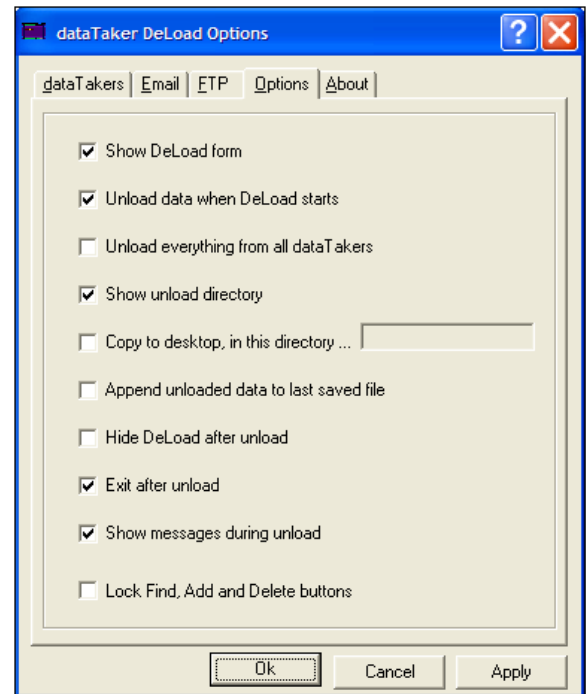 dataTaker DeLoad Options
dataTakers Email FTP Options About
Show DeLoad form
Unload data when DeLoad starts
Unload everything from all dataTakers
Show unload directory
Copy to desktop, in this directory ...
Append unloaded data to last saved file
Hide DeLoad after unload
Exit after unload
Show messages during unload
Lock Find, Add and Delete buttons
Ok Cancel Apply